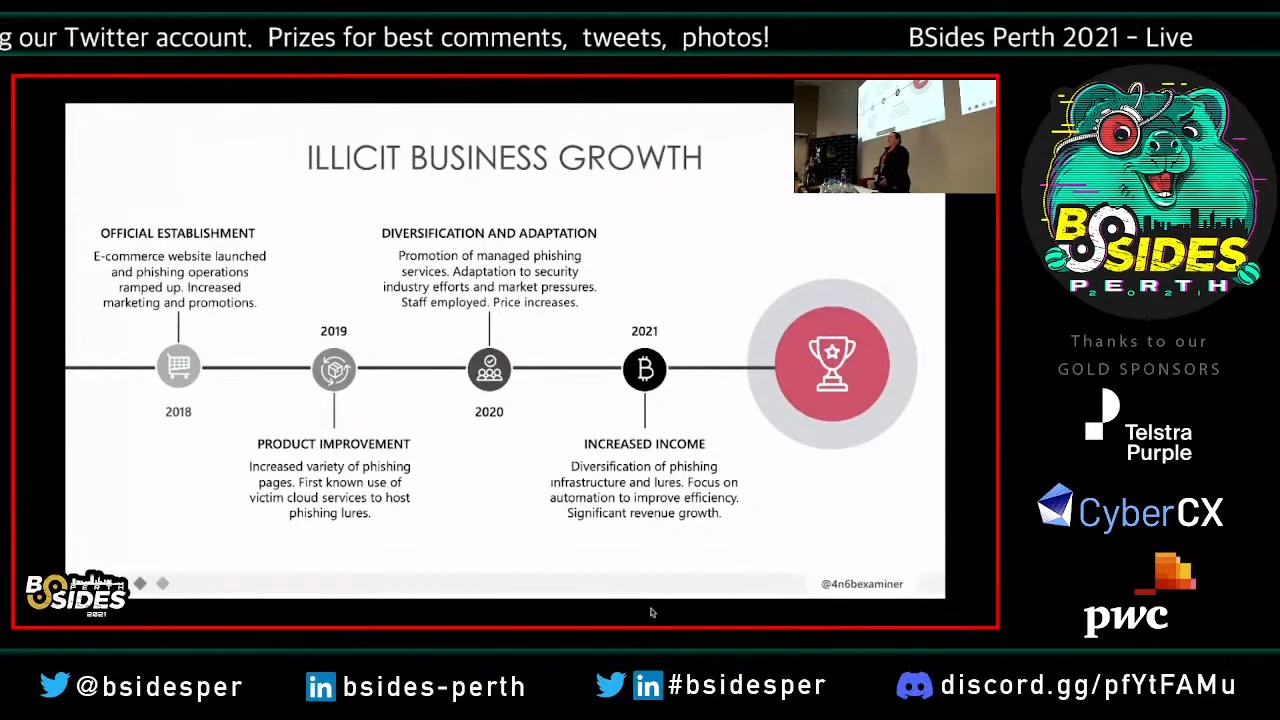 g our Twitter account. Prizes for best comments, tweets, photos!
BSides Perth 2021 - Live
ILLICIT BUSINESS GROWTH
OFFICIAL ESTABLISHMENT
E-commerce website launched
and phishing operations
ramped up. Increased
marketing and promotions.
2018
2019
PRODUCT IMPROVEMENT
Increased variety of phishing
pages. First known use of
victim cloud services to host
phishing lures.
DIVERSIFICATION AND ADAPTATION
Promotion of managed phishing
services. Adaptation to security
industry efforts and market pressures.
Staff employed. Price increases.
2020
2021
INCREASED INCOME
Diversification of phishing
infrastructure and lures. Focus on
automation to improve efficiency.
Significant revenue growth.
@4n6bexaminer
BSIDES
PERTH
2021
BSIDES
PERTH
2021
Thanks to our
GOLD SPONSORS
Telstra
Purple
CyberCX
pwc
@bsidesper
bsides-perth
#bsidesper
discord.gg/pfYtFAMu